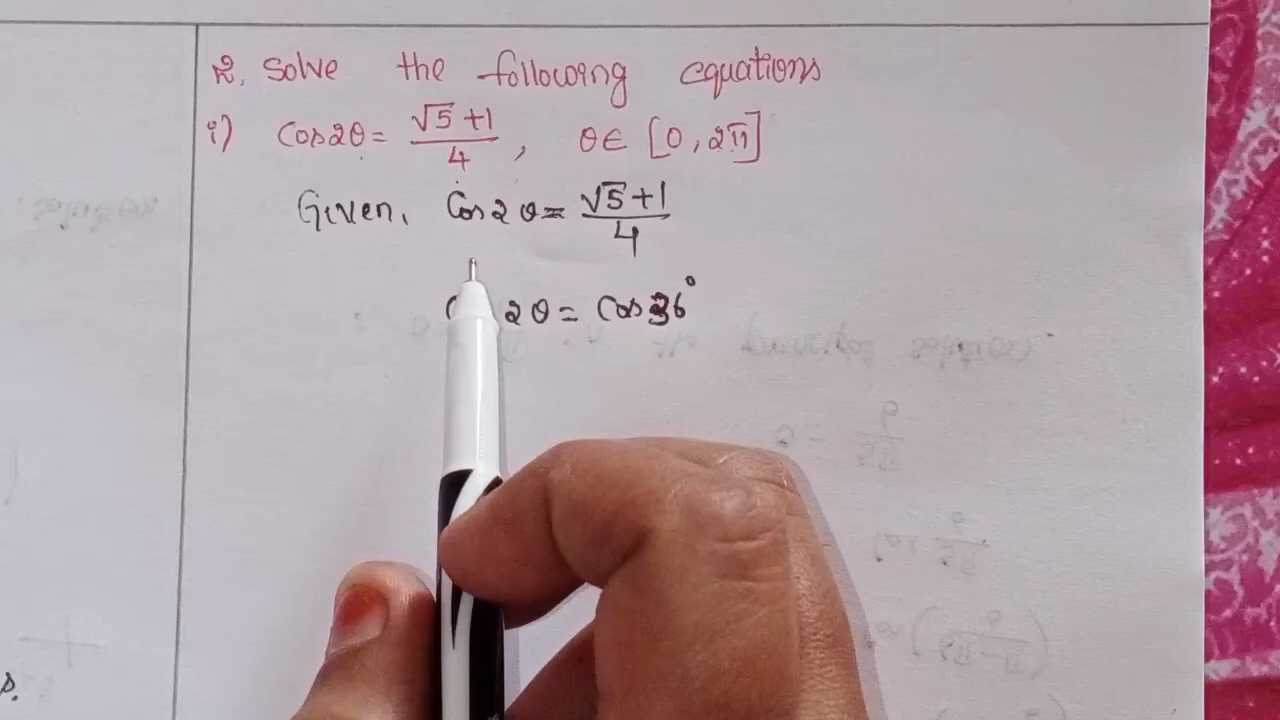 2. Solve the following equations
i) Cos2θ = √5 +1 / 4 , θ∈ [0, 2π]
Given, Cos2θ = √5 +1 / 4
2θ = Cos36°
s.